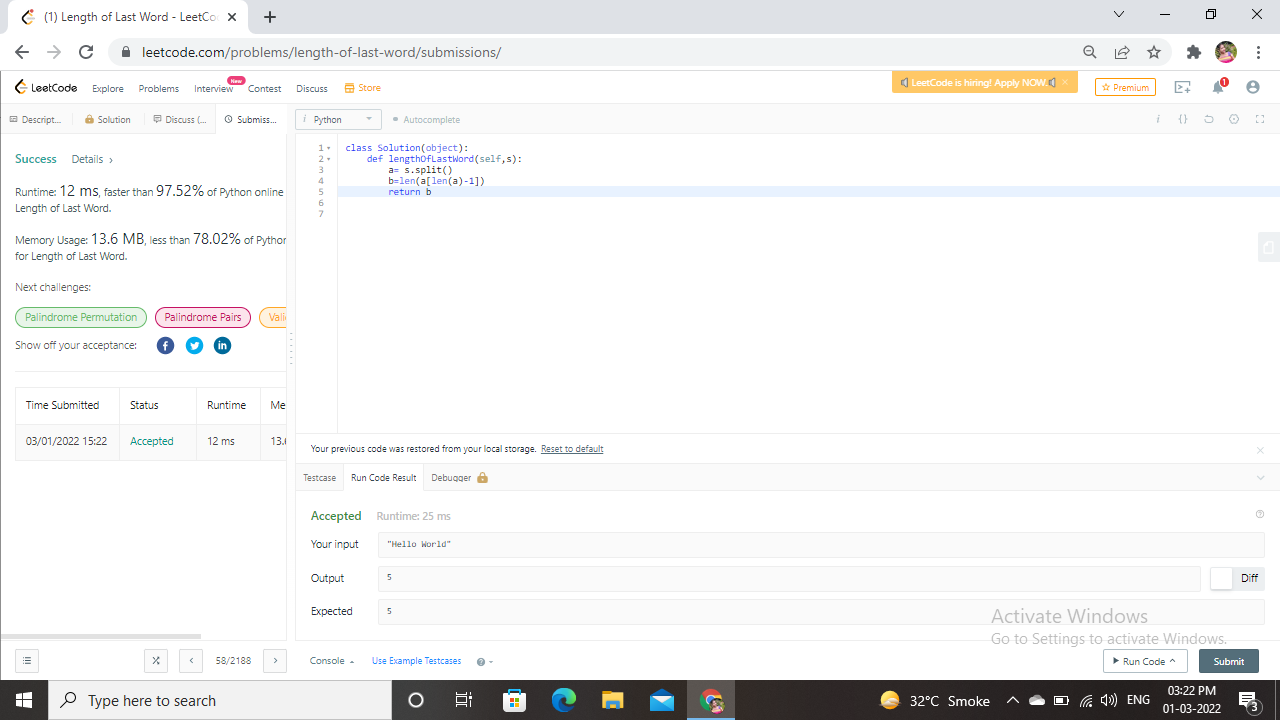 (1) Length of Last Word - LeetCo
leetcode.com/problems/length-of-last-word/submissions/
LeetCode Explore Problems Interview New Contest Discuss Store LeetCode is hiring! Apply NOW. × Premium 1
Descript... Solution Discuss (... Submiss... i Python Autocomplete i {}
Success Details ›
Runtime: 12 ms, faster than 97.52% of Python online
Length of Last Word.
Memory Usage: 13.6 MB, less than 78.02% of Python
for Length of Last Word.
Next challenges:
Palindrome Permutation Palindrome Pairs Vali
Show off your acceptance: f in
Time Submitted Status Runtime Me
03/01/2022 15:22 Accepted 12 ms 13.6
1 class Solution(object):
2 def lengthOfLastWord(self,s):
3 a= s.split()
4 b=len(a[len(a)-1])
5 return b
6
7
Your previous code was restored from your local storage. Reset to default
Testcase Run Code Result Debugger
Accepted Runtime: 25 ms
Your input "Hello World"
Output 5 Diff
Expected 5
Activate Windows
Go to Settings to activate Windows.
58/2188 Console Use Example Testcases Run Code Submit
Type here to search 32°C Smoke ENG 03:22 PM
01-03-2022 3